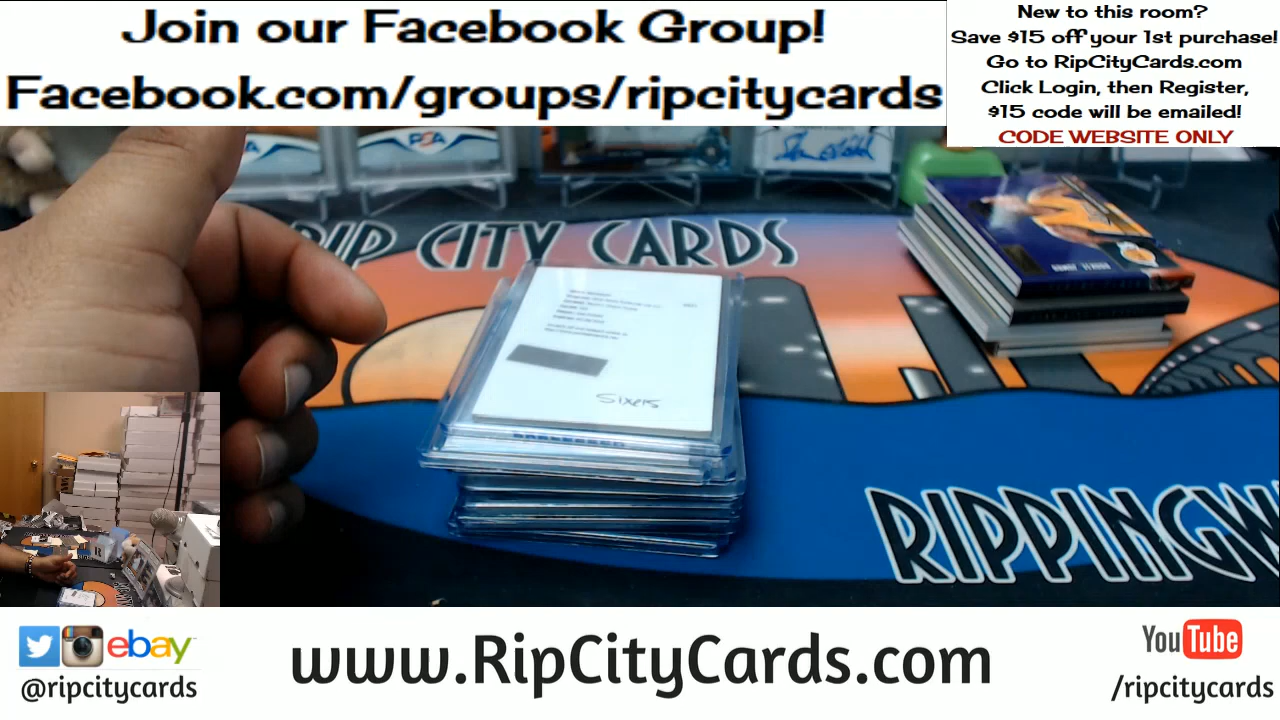 Join our Facebook Group!
Facebook.com/groups/ripcitycards
New to this room?
Save $15 off your 1st purchase!
Go to RipCityCards.com
Click Login, then Register,
$15 code will be emailed!
CODE WEBSITE ONLY
PSA
RIP CITY CARDS
Sixers
RIPPINGW
ebay
@ripcitycards
www.RipCityCards.com
YouTube
/ripcitycards